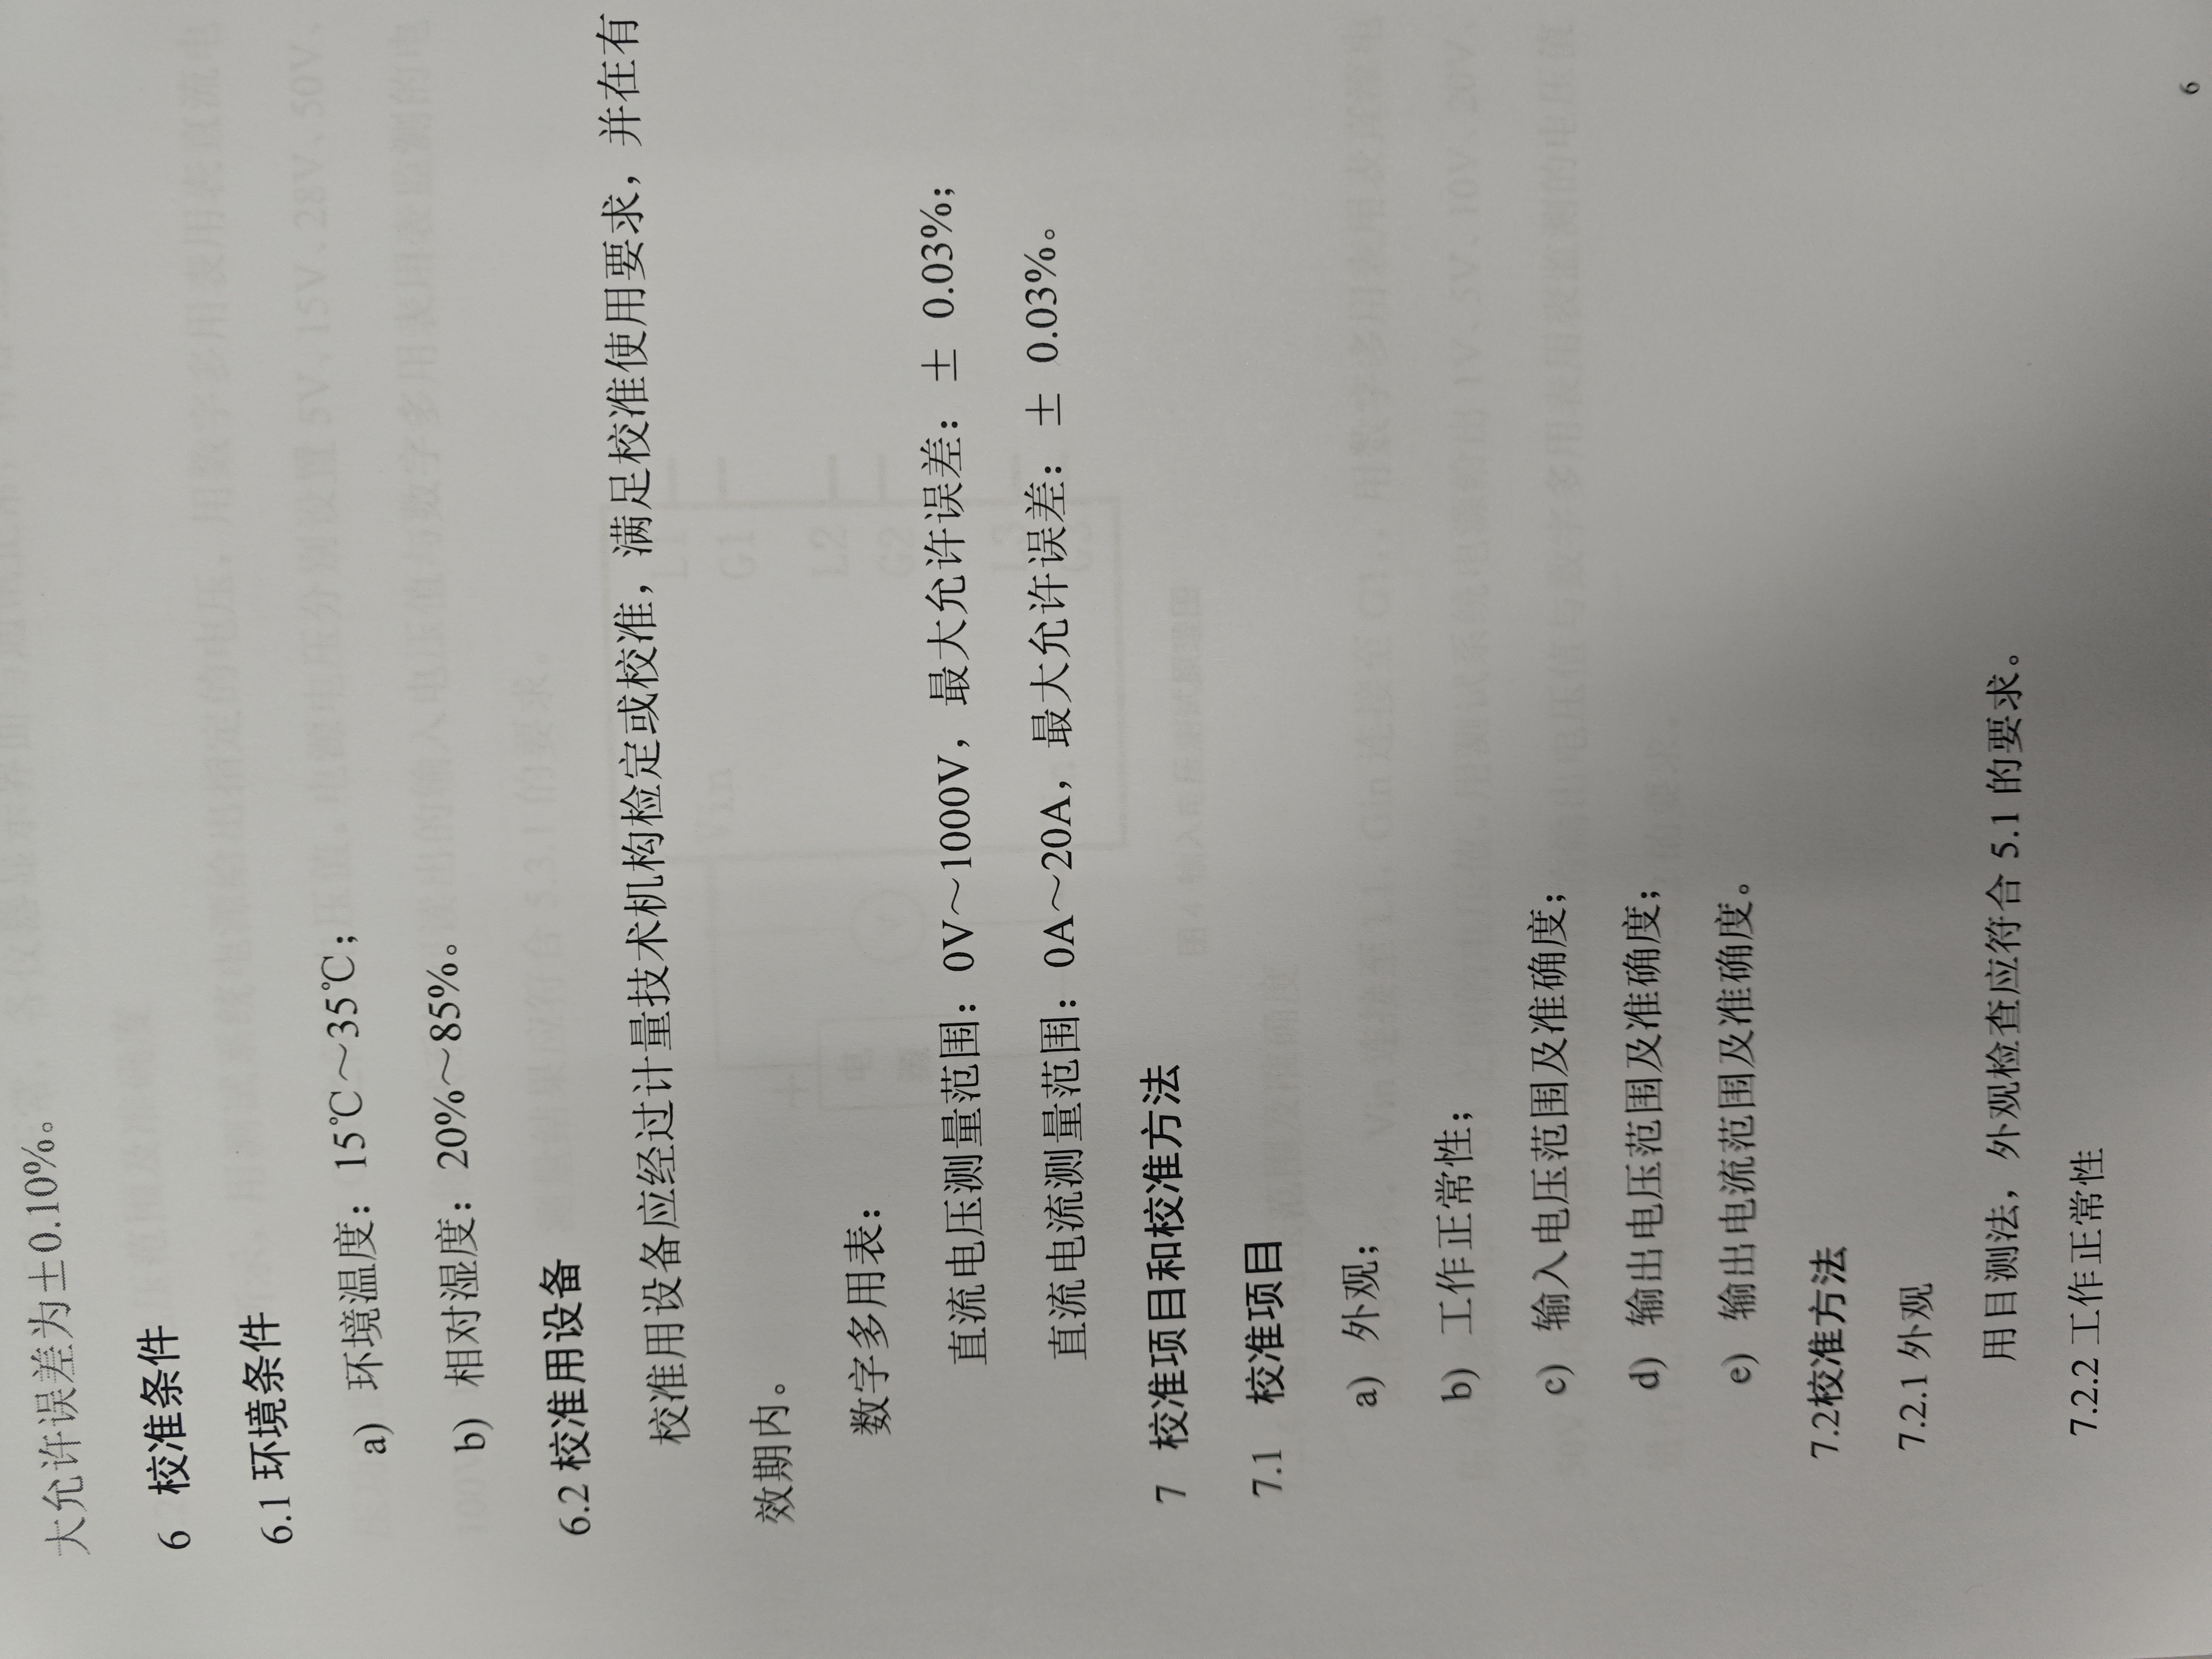 大允许误差为±0.10%。
6 校准条件
6.1 环境条件
a) 环境温度：15℃～35℃；
b) 相对湿度：20%～85%。
6.2 校准用设备
校准用设备应经过计量技术机构检定或校准，满足校准使用要求，并在有
效期内。
数字多用表：
直流电压测量范围：0V～1000V，最大允许误差：± 0.03%；
直流电流测量范围：0A～20A，最大允许误差：± 0.03%。
7 校准项目和校准方法
7.1 校准项目
a) 外观；
b) 工作正常性；
c) 输入电压范围及准确度；
d) 输出电压范围及准确度；
e) 输出电流范围及准确度。
7.2校准方法
7.2.1 外观
用目测法，外观检查应符合 5.1 的要求。
7.2.2 工作正常性
6